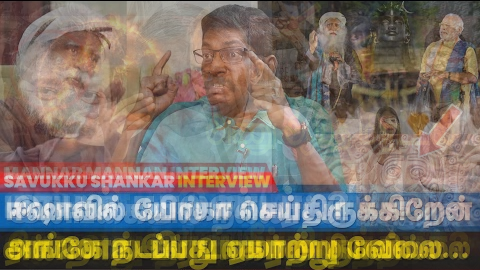 SAVUKKU SHANKAR INTERVIEW
ஈஷாவில் யோகா செய்திருக்கிறேன்
அங்கே நடப்பது ஏமாற்று வேலை...